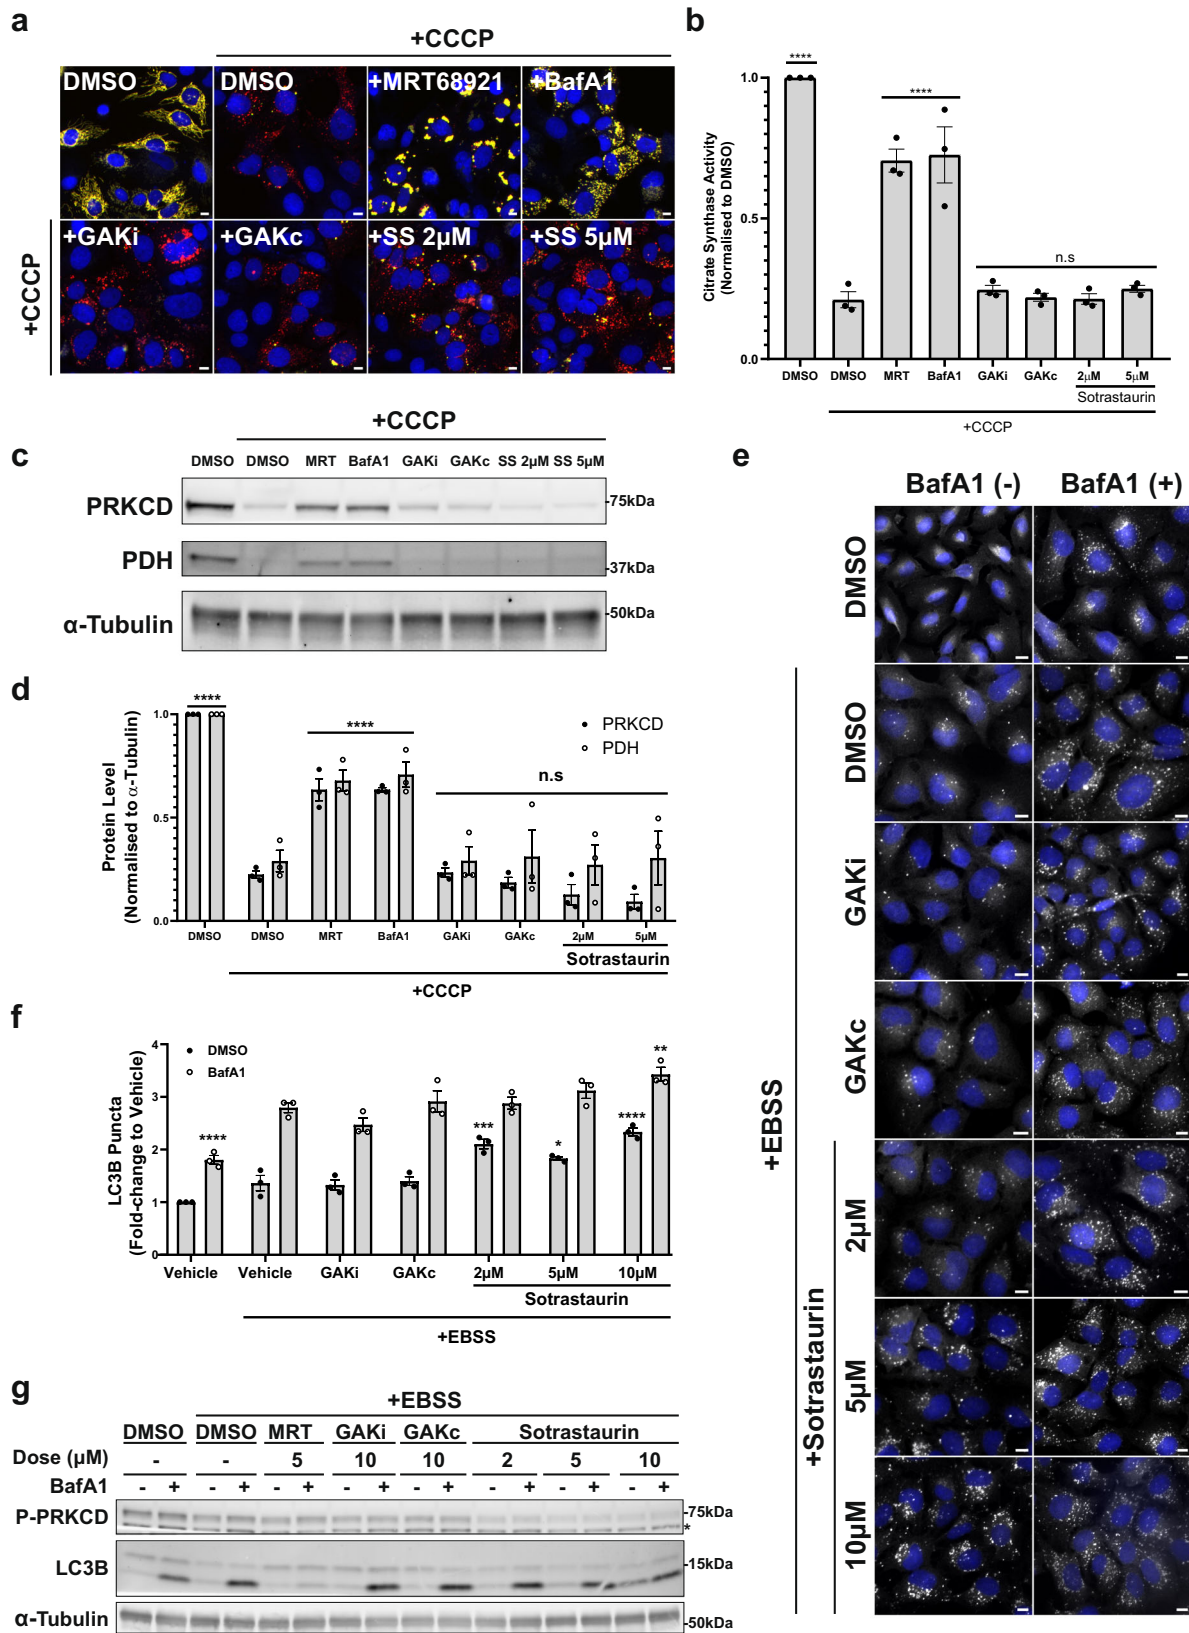 a
+CCCP
DMSO
DMSO
+MRT68921
+BafA1
+CCCP
+GAKi
+GAKc
+SS 2µM
+SS 5µM
b
Citrate Synthase Activity
(Normalised to DMSO)
1.0
0.5
0.0
****
****
n.s
DMSO DMSO MRT BafA1 GAKi GAKc 2µM 5µM
Sotrastaurin
+CCCP
c
+CCCP
DMSO DMSO MRT BafA1 GAKi GAKc SS 2µM SS 5µM
PRKCD
-75kDa
PDH
-37kDa
α-Tubulin
-50kDa
d
Protein Level
(Normalised to α-Tubulin)
1.0
0.5
0.0
****
****
n.s
PRKCD
PDH
DMSO DMSO MRT BafA1 GAKi GAKc 2µM 5µM
Sotrastaurin
+CCCP
e
BafA1 (-) BafA1 (+)
DMSO
+EBSS
DMSO
GAKi
GAKc
+Sotrastaurin
2µM
5µM
10µM
f
LC3B Puncta
(Fold-change to Vehicle)
4
3
2
1
0
DMSO
BafA1
****
***
*
****
**
Vehicle Vehicle GAKi GAKc 2µM 5µM 10µM
Sotrastaurin
+EBSS
g
+EBSS
DMSO DMSO MRT GAKi GAKc Sotrastaurin
Dose (µM) - - 5 10 10 2 5 10
BafA1 - + - + - + - + - + - + - + - +
P-PRKCD
-75kDa
*
LC3B
-15kDa
α-Tubulin
-50kDa